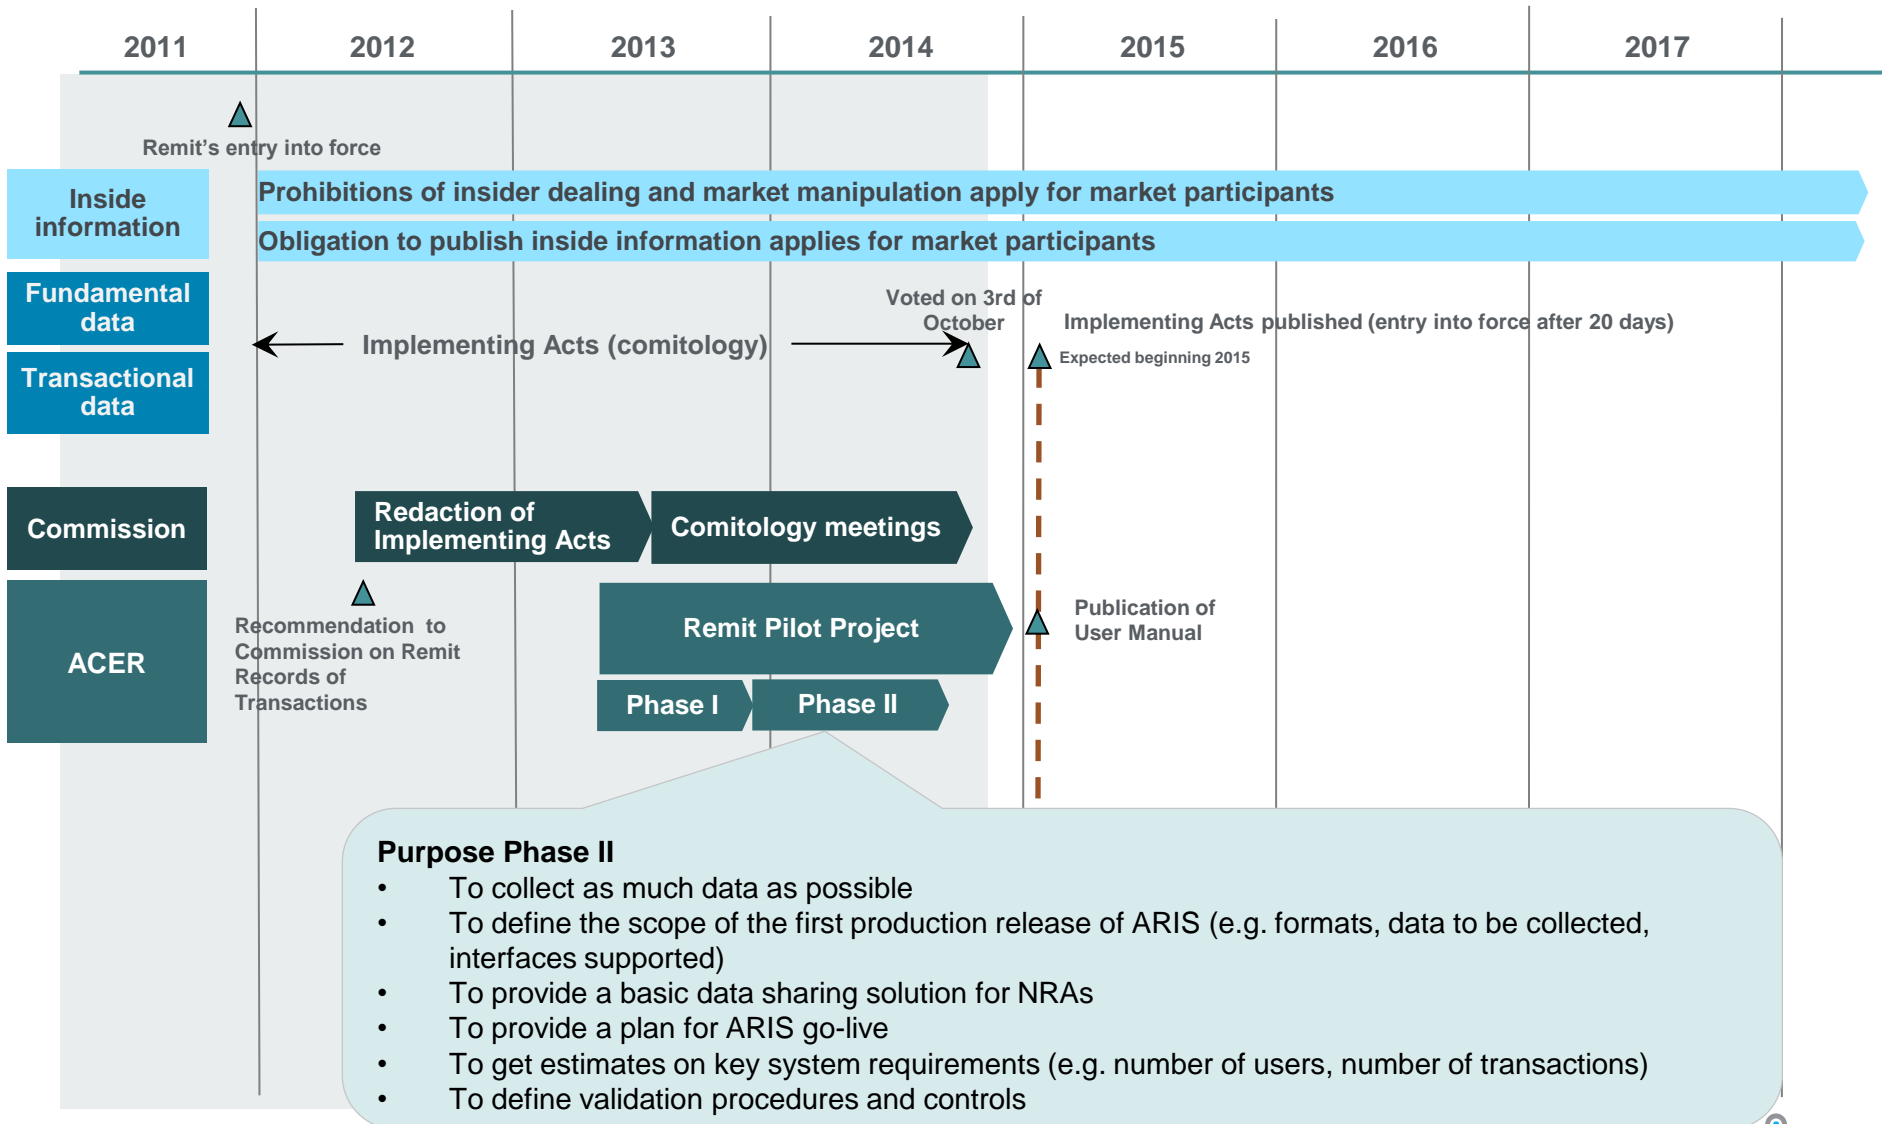 2011 2012 2013 2014 2015 2016 2017
Remit's entry into force
Inside
information
Prohibitions of insider dealing and market manipulation apply for market participants
Obligation to publish inside information applies for market participants
Fundamental
data
Transactional
data
Implementing Acts (comitology)
Voted on 3rd of
October
Implementing Acts published (entry into force after 20 days)
Expected beginning 2015
Commission
Redaction of
Implementing Acts
Comitology meetings
ACER
Recommendation to
Commission on Remit
Records of
Transactions
Remit Pilot Project
Phase I
Phase II
Publication of
User Manual
Purpose Phase II
• To collect as much data as possible
• To define the scope of the first production release of ARIS (e.g. formats, data to be collected,
interfaces supported)
• To provide a basic data sharing solution for NRAs
• To provide a plan for ARIS go-live
• To get estimates on key system requirements (e.g. number of users, number of transactions)
• To define validation procedures and controls